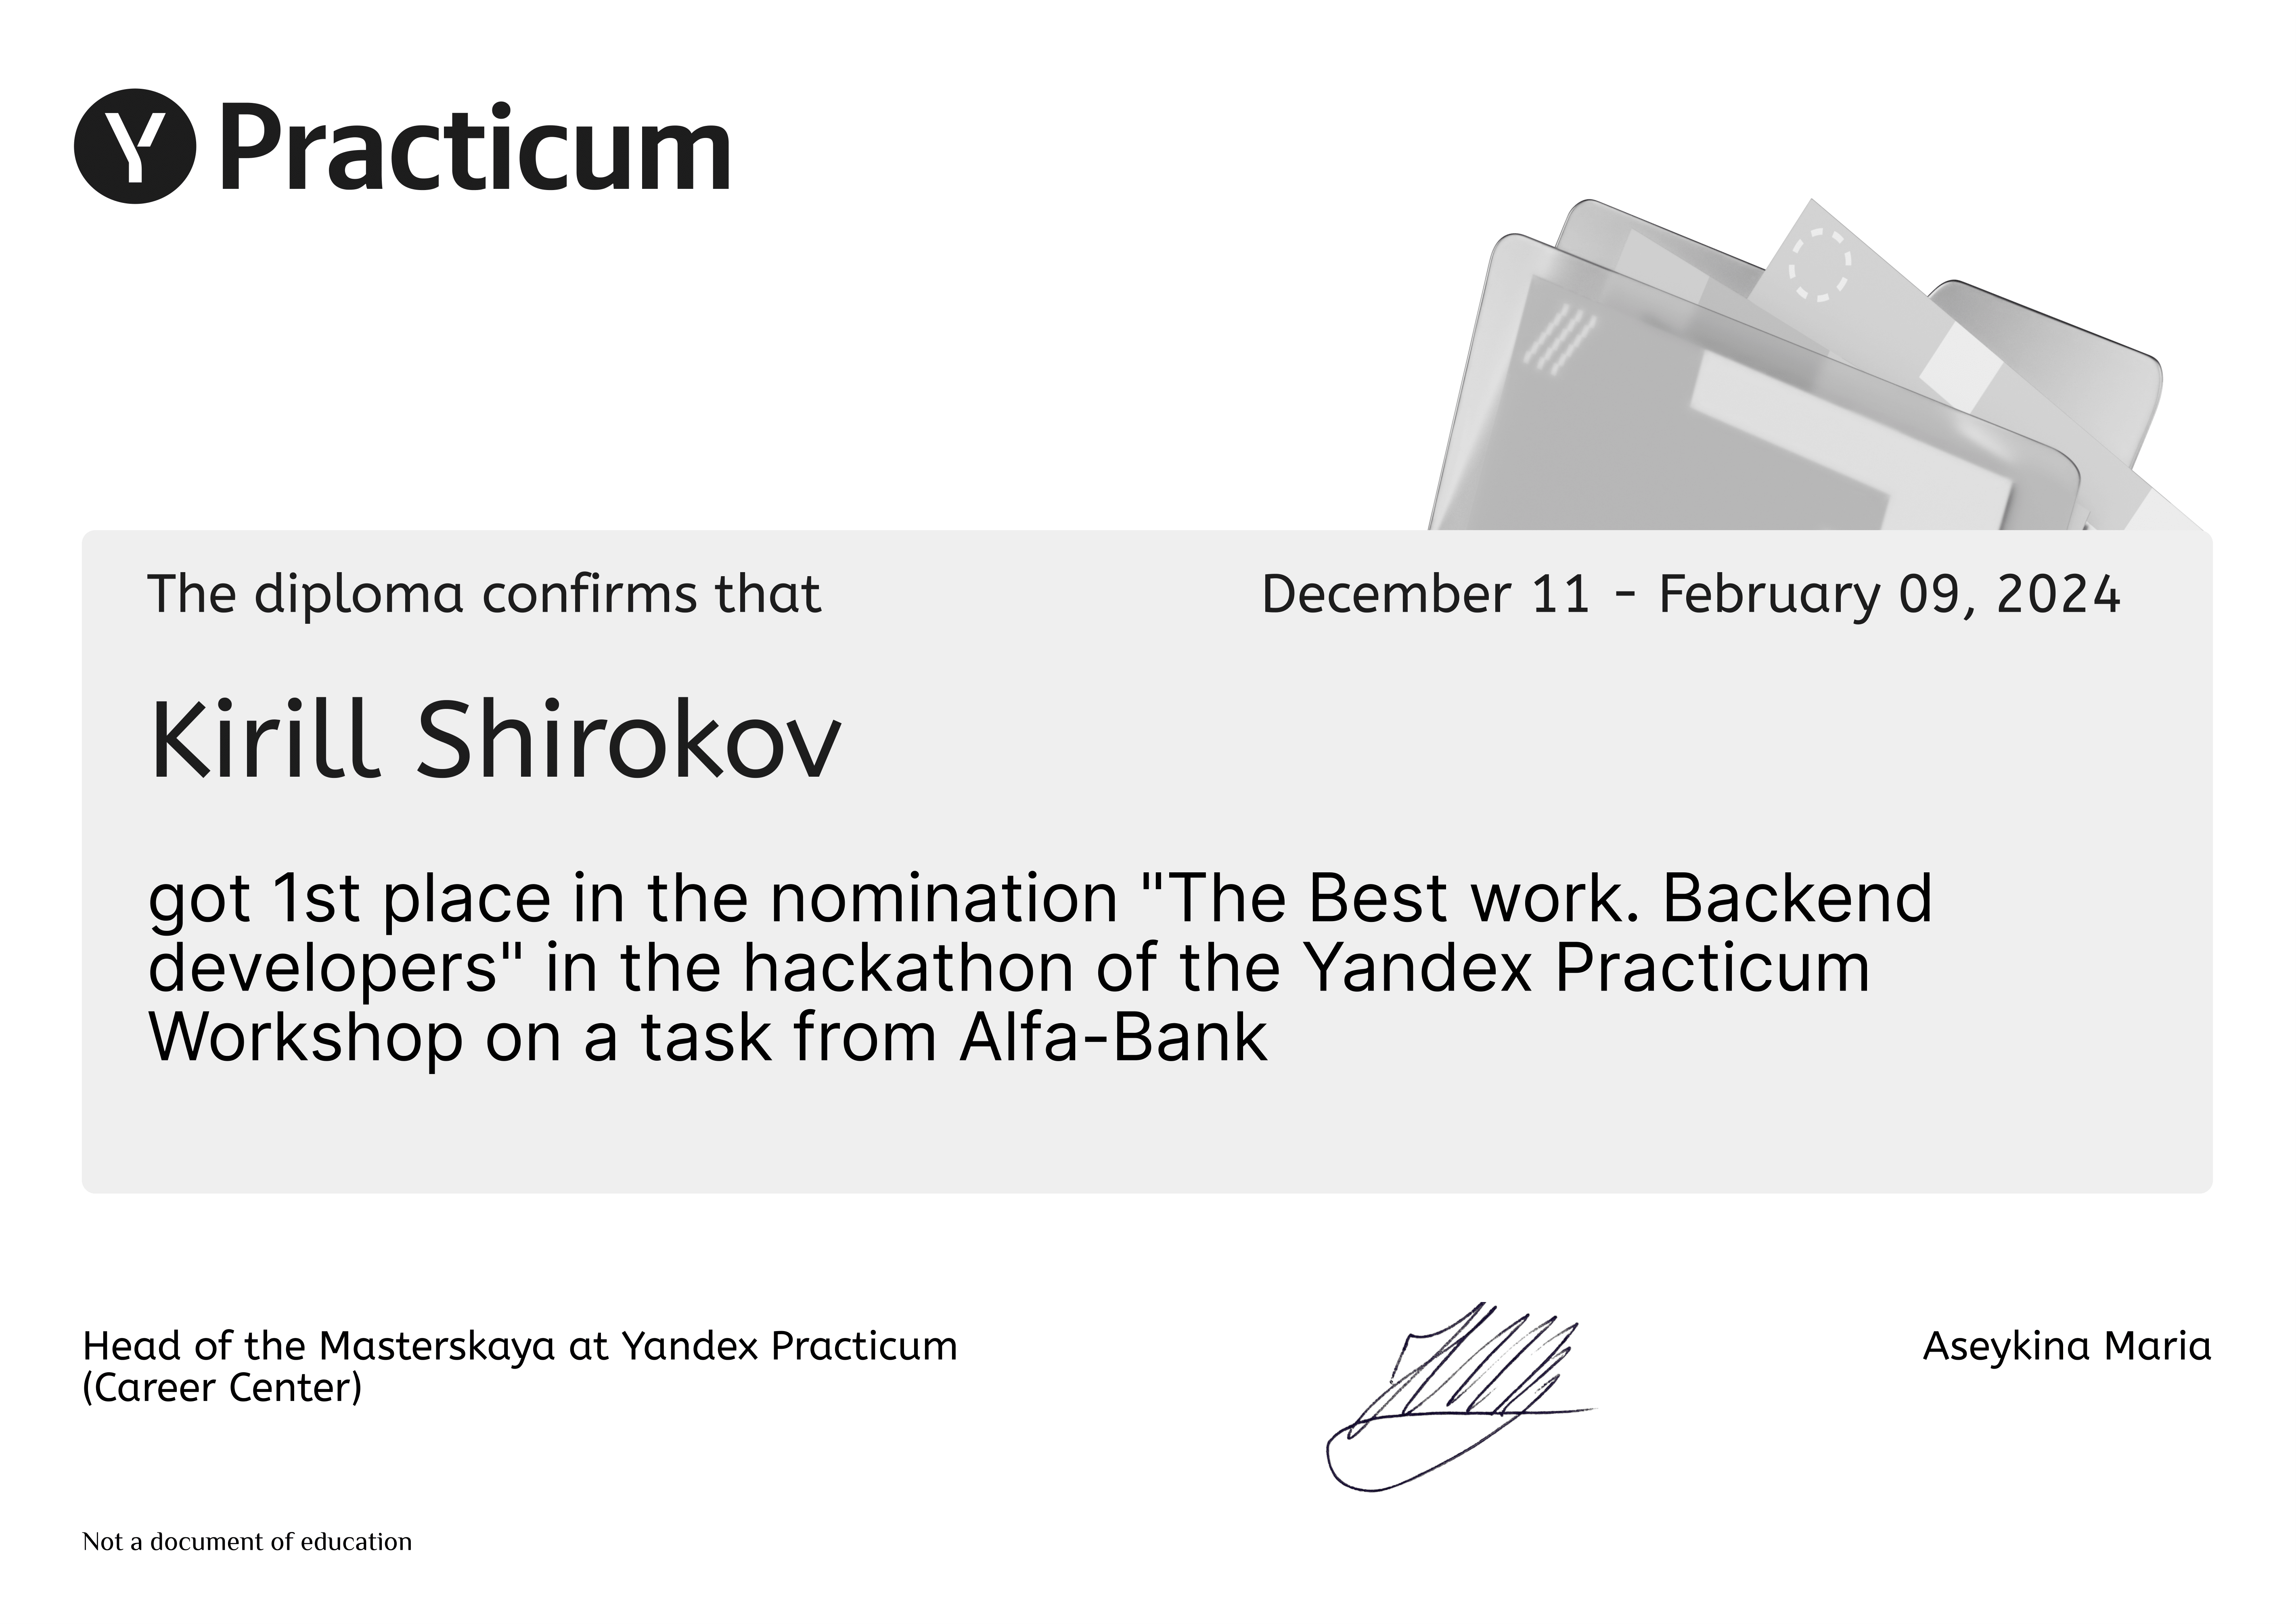 Y Practicum
The diploma confirms that
December 11 - February 09, 2024
Kirill Shirokov
got 1st place in the nomination "The Best work. Backend
developers" in the hackathon of the Yandex Practicum
Workshop on a task from Alfa-Bank
Head of the Masterskaya at Yandex Practicum
(Career Center)
Aseykina Maria
Not a document of education